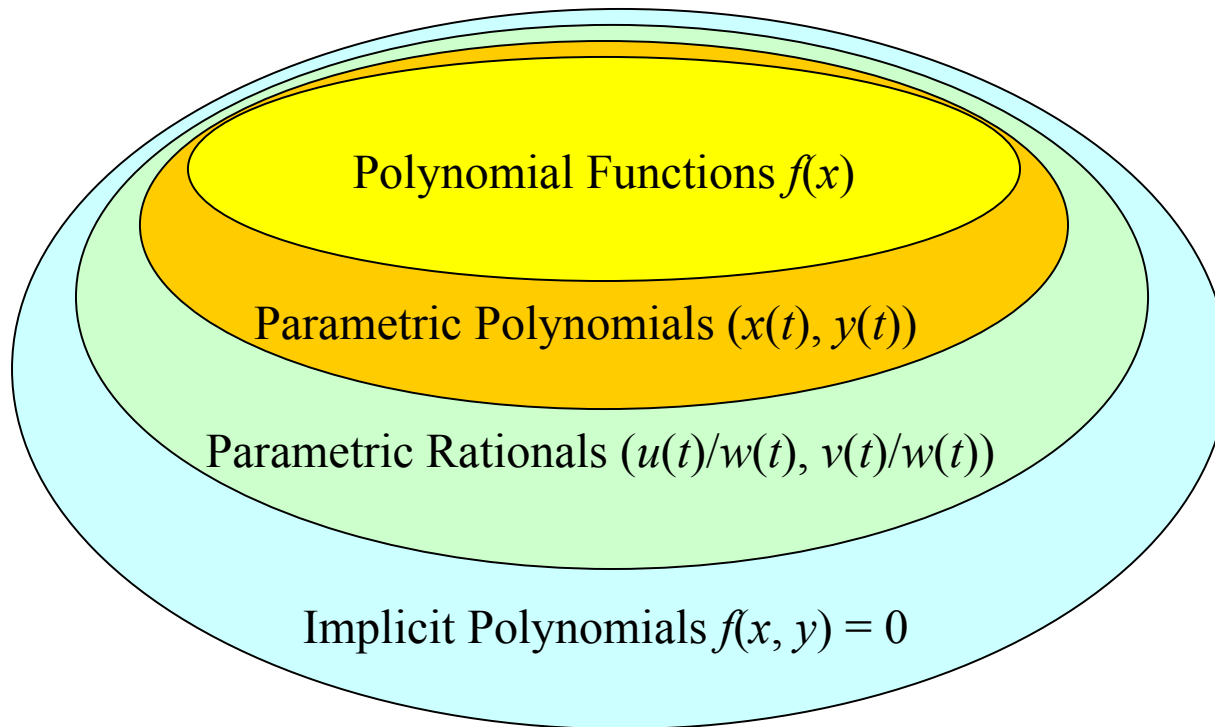 Polynomial Functions f(x)
Parametric Polynomials (x(t), y(t))
Parametric Rationals (u(t)/w(t), v(t)/w(t))
Implicit Polynomials f(x, y) = 0